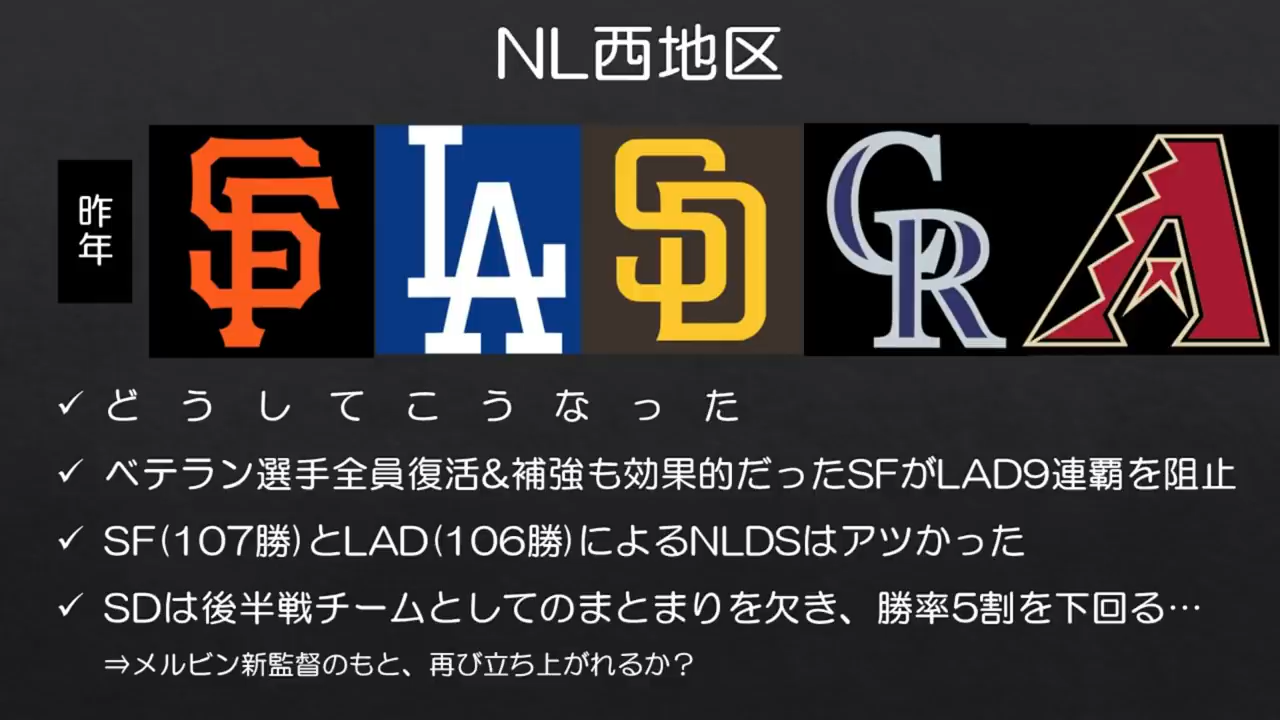 NL西地区
昨年
SF
LA
SD
CR
A
どうしてこうなった
ベテラン選手全員復活&補強も効果的だったSFがLAD9連覇を阻止
SF(107勝)とLAD(106勝)によるNLDSはアツかった
SDは後半戦チームとしてのまとまりを欠き、勝率5割を下回る…
⇒メルビン新監督のもと、再び立ち上がれるか？